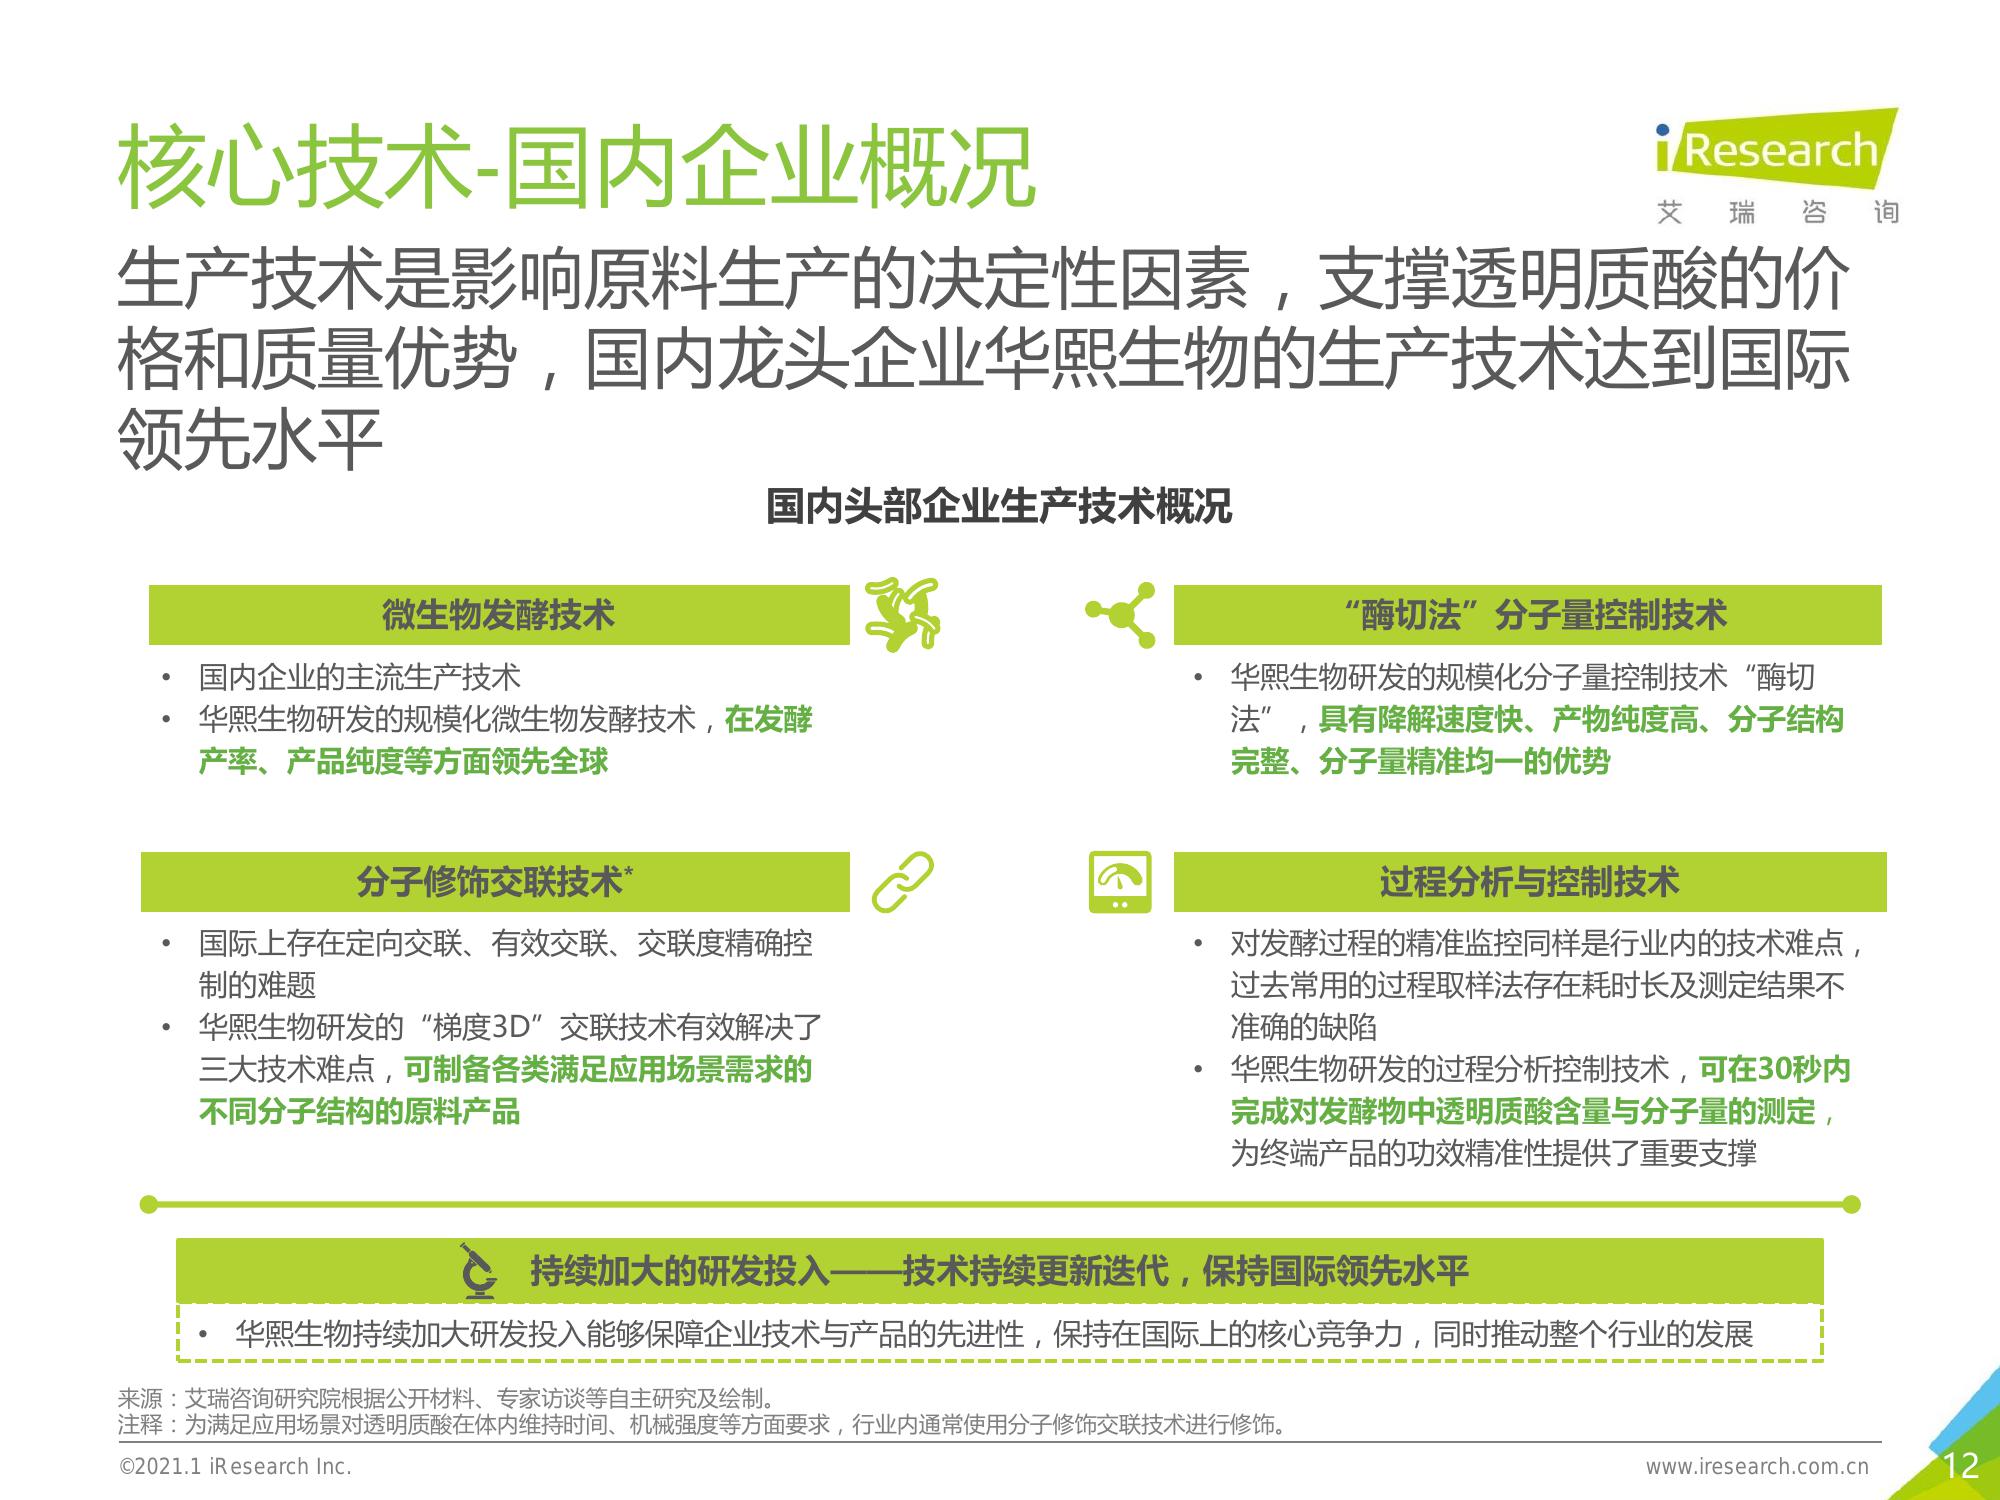 核心技术-国内企业概况
iResearch
艾瑞咨询
生产技术是影响原料生产的决定性因素，支撑透明质酸的价
格和质量优势，国内龙头企业华熙生物的生产技术达到国际
领先水平
国内头部企业生产技术概况
微生物发酵技术
• 国内企业的主流生产技术
• 华熙生物研发的规模化微生物发酵技术，在发酵
产率、产品纯度等方面领先全球
“酶切法”分子量控制技术
• 华熙生物研发的规模化分子量控制技术“酶切
法”，具有降解速度快、产物纯度高、分子结构
完整、分子量精准均一的优势
分子修饰交联技术*
• 国际上存在定向交联、有效交联、交联度精确控
制的难题
• 华熙生物研发的“梯度3D”交联技术有效解决了
三大技术难点，可制备各类满足应用场景需求的
不同分子结构的原料产品
过程分析与控制技术
• 对发酵过程的精准监控同样是行业内的技术难点，
过去常用的过程取样法存在耗时长及测定结果不
准确的缺陷
• 华熙生物研发的过程分析控制技术，可在30秒内
完成对发酵物中透明质酸含量与分子量的测定，
为终端产品的功效精准性提供了重要支撑
持续加大的研发投入——技术持续更新迭代，保持国际领先水平
• 华熙生物持续加大研发投入能够保障企业技术与产品的先进性，保持在国际上的核心竞争力，同时推动整个行业的发展
来源：艾瑞咨询研究院根据公开材料、专家访谈等自主研究及绘制。
注释：为满足应用场景对透明质酸在体内维持时间、机械强度等方面要求，行业内通常使用分子修饰交联技术进行修饰。
©2021.1 iResearch Inc.
www.iresearch.com.cn
12